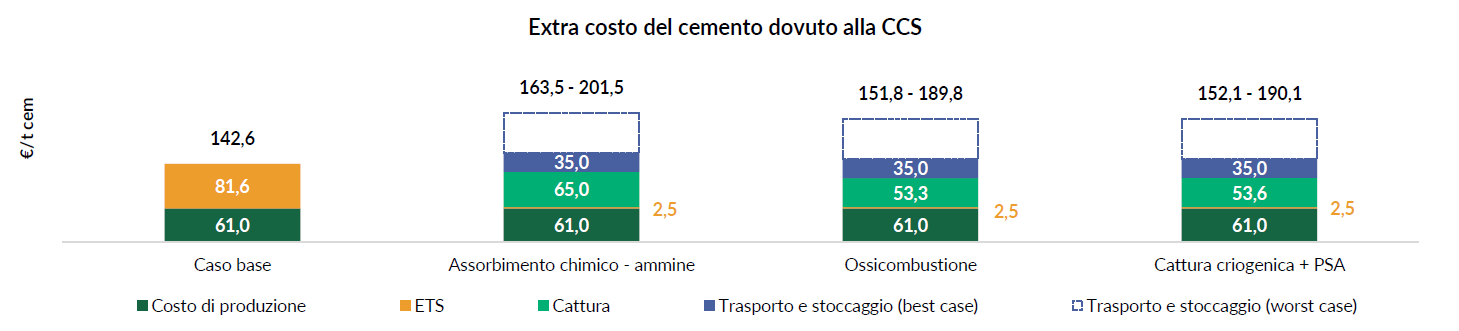 Extra costo del cemento dovuto alla CCS
€/t cem
142,6
81,6
61,0
163,5 - 201,5
35,0
65,0
2,5
61,0
151,8 - 189,8
35,0
53,3
2,5
61,0
152,1 - 190,1
35,0
53,6
2,5
61,0
Caso base
Assorbimento chimico - ammine
Ossicombustione
Cattura criogenica + PSA
Costo di produzione
ETS
Cattura
Trasporto e stoccaggio (best case)
Trasporto e stoccaggio (worst case)